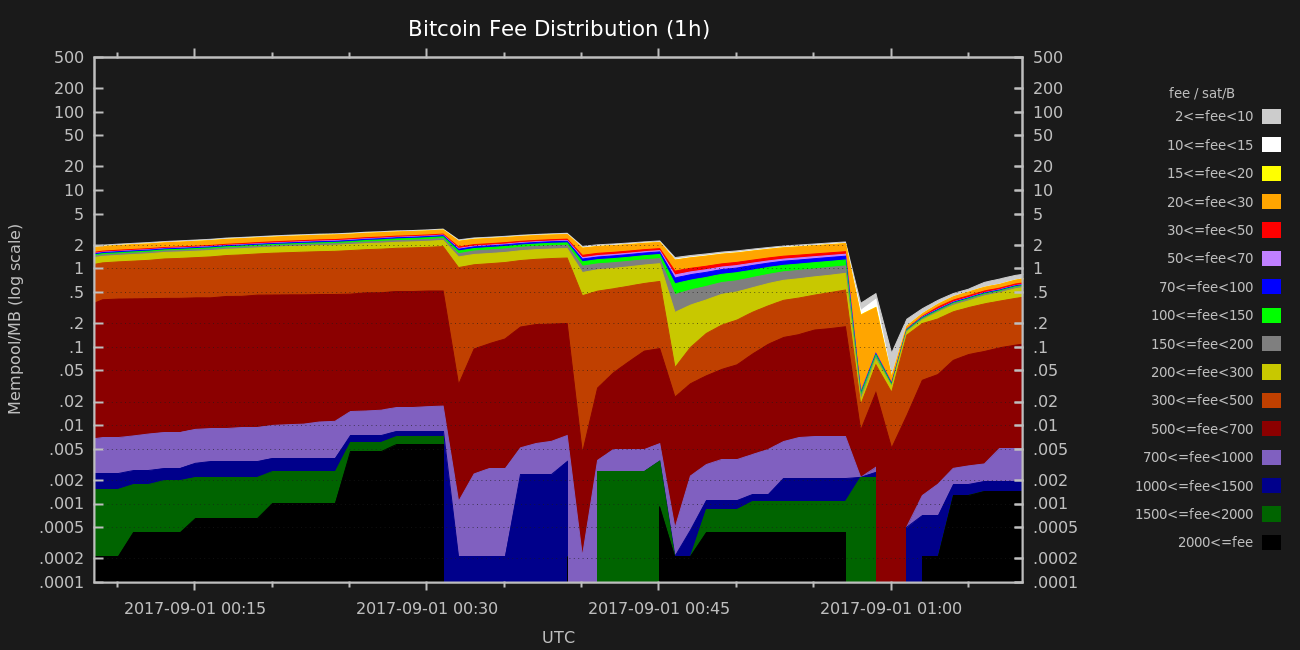 Bitcoin Fee Distribution (1h)
500 500
200 200
100 100
50 50
20 20
10 10
5 5
2 2
1 1
.5 .5
.2 .2
.1 .1
.05 .05
.02 .02
.01 .01
.005 .005
.002 .002
.001 .001
.0005 .0005
.0002 .0002
.0001 .0001
Mempool/MB (log scale)
2017-09-01 00:15 2017-09-01 00:30 2017-09-01 00:45 2017-09-01 01:00
UTC
fee / sat/B
2<=fee<10
10<=fee<15
15<=fee<20
20<=fee<30
30<=fee<50
50<=fee<70
70<=fee<100
100<=fee<150
150<=fee<200
200<=fee<300
300<=fee<500
500<=fee<700
700<=fee<1000
1000<=fee<1500
1500<=fee<2000
2000<=fee